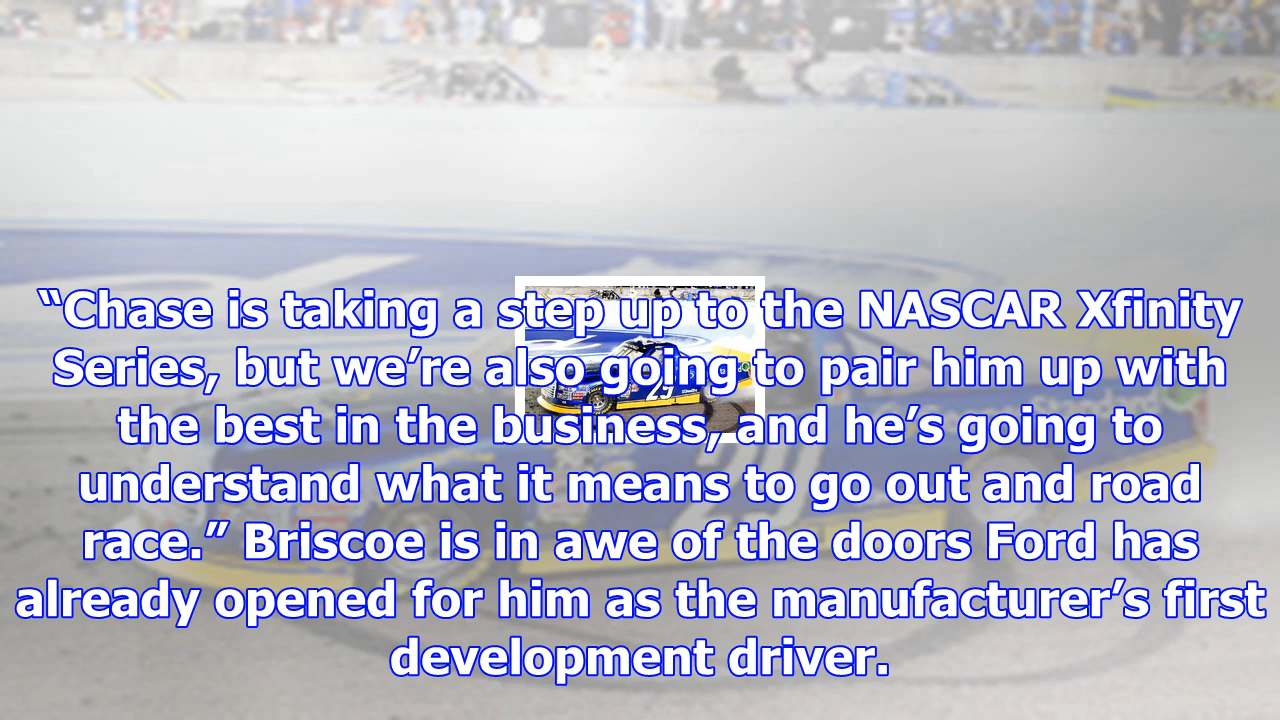 “Chase is taking a step up to the NASCAR Xfinity
Series, but we’re also going to pair him up with
the best in the business, and he’s going to
understand what it means to go out and road
race.” Briscoe is in awe of the doors Ford has
already opened for him as the manufacturer’s first
development driver.
29
29